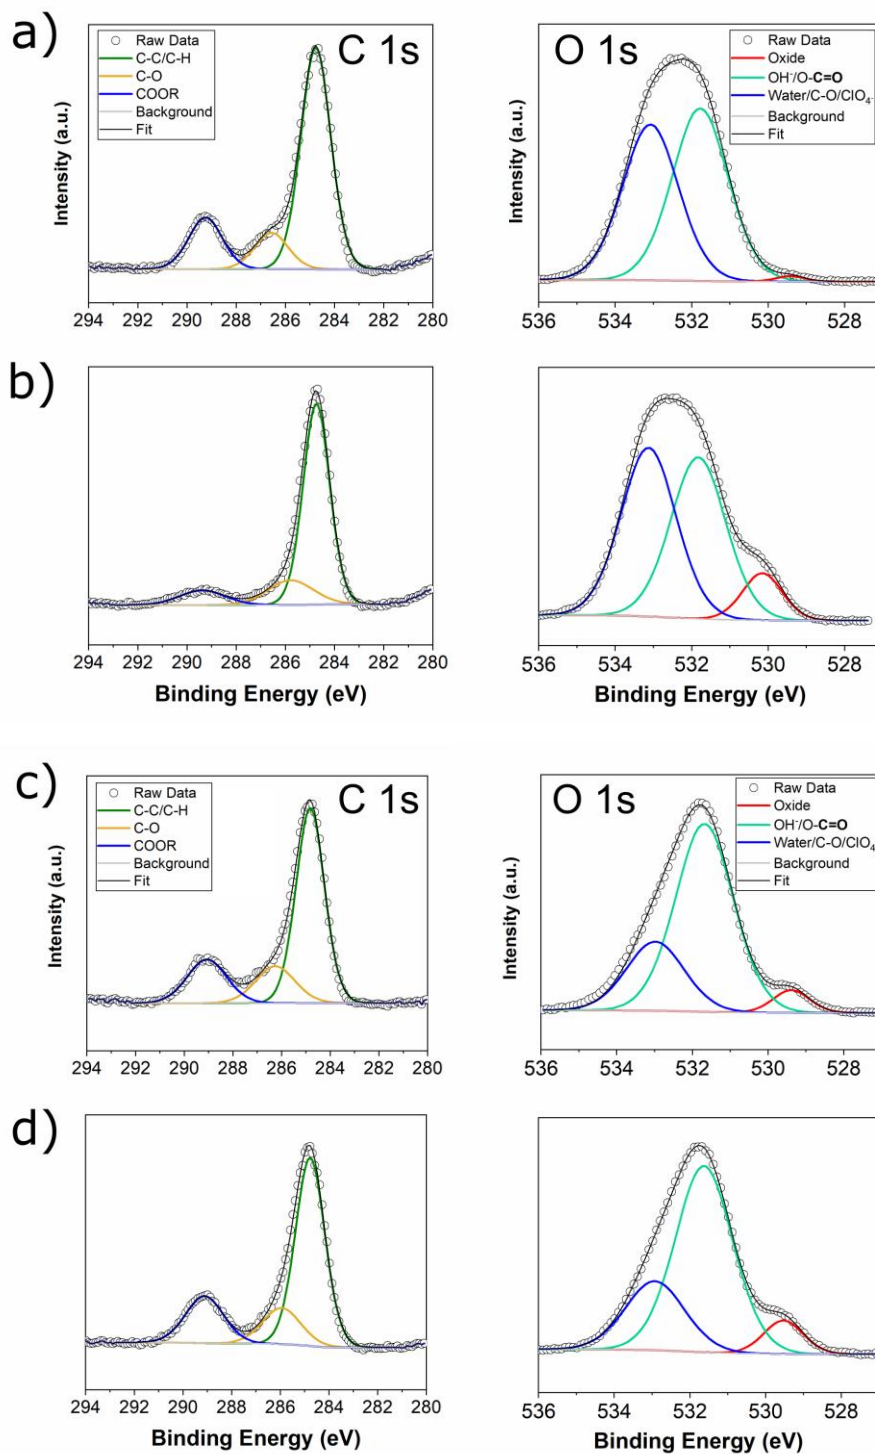 a)
C 1s
Raw Data
C-C/C-H
C-O
COOR
Background
Fit
Intensity (a.u.)
294 292 290 288 286 284 282 280
O 1s
Raw Data
Oxide
OH⁻/O-C=O
Water/C-O/ClO₄⁻
Background
Fit
Intensity (a.u.)
536 534 532 530 528
b)
294 292 290 288 286 284 282 280
Binding Energy (eV)
536 534 532 530 528
Binding Energy (eV)
c)
C 1s
Raw Data
C-C/C-H
C-O
COOR
Background
Fit
Intensity (a.u.)
294 292 290 288 286 284 282 280
O 1s
Raw Data
Oxide
OH⁻/O-C=O
Water/C-O/ClO₄
Background
Fit
Intensity (a.u.)
536 534 532 530 528
d)
294 292 290 288 286 284 282 280
Binding Energy (eV)
536 534 532 530 528
Binding Energy (eV)